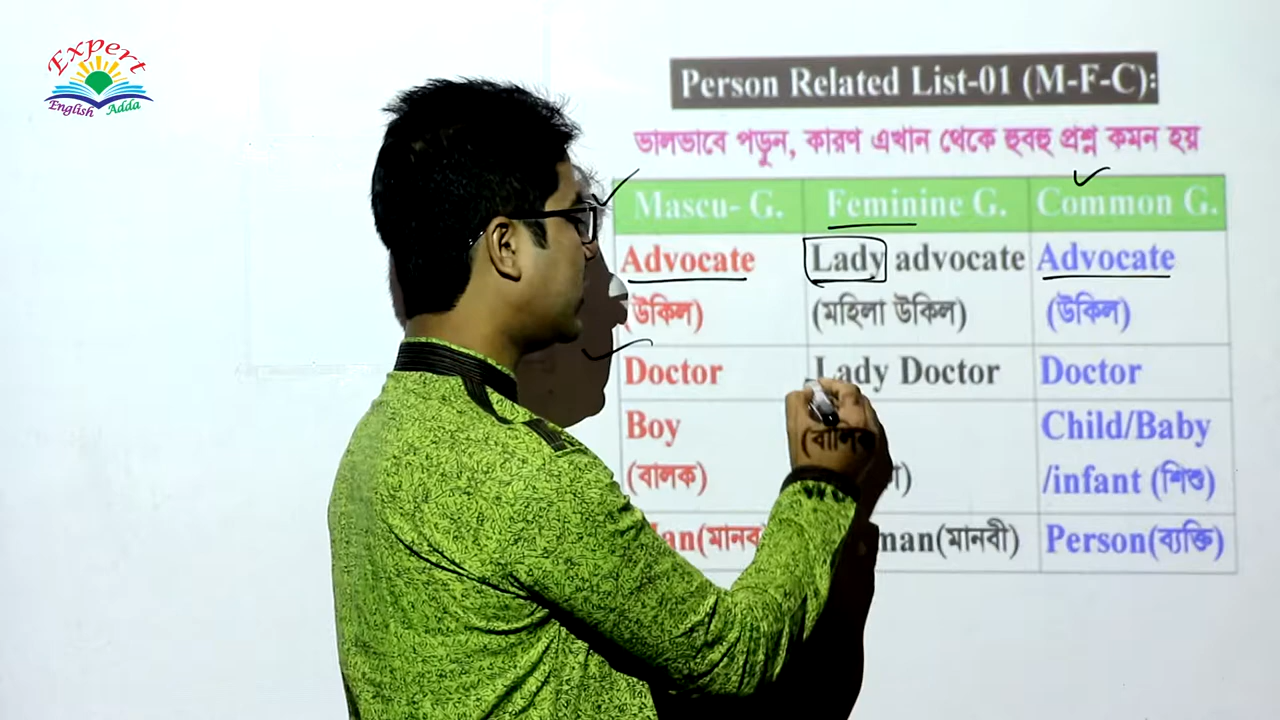 Expert
English Adda
Person Related List-01 (M-F-C):
ভালভাবে পড়ুন, কারণ এখান থেকে হুবহু প্রশ্ন কমন হয়
Mascu- G. Feminine G. Common G.
Advocate Lady advocate Advocate
(উকিল) (মহিলা উকিল) (উকিল)
Doctor Lady Doctor Doctor
Boy Child/Baby
(বালক) /infant (শিশু)
(মানবী) Person(ব্যক্তি)